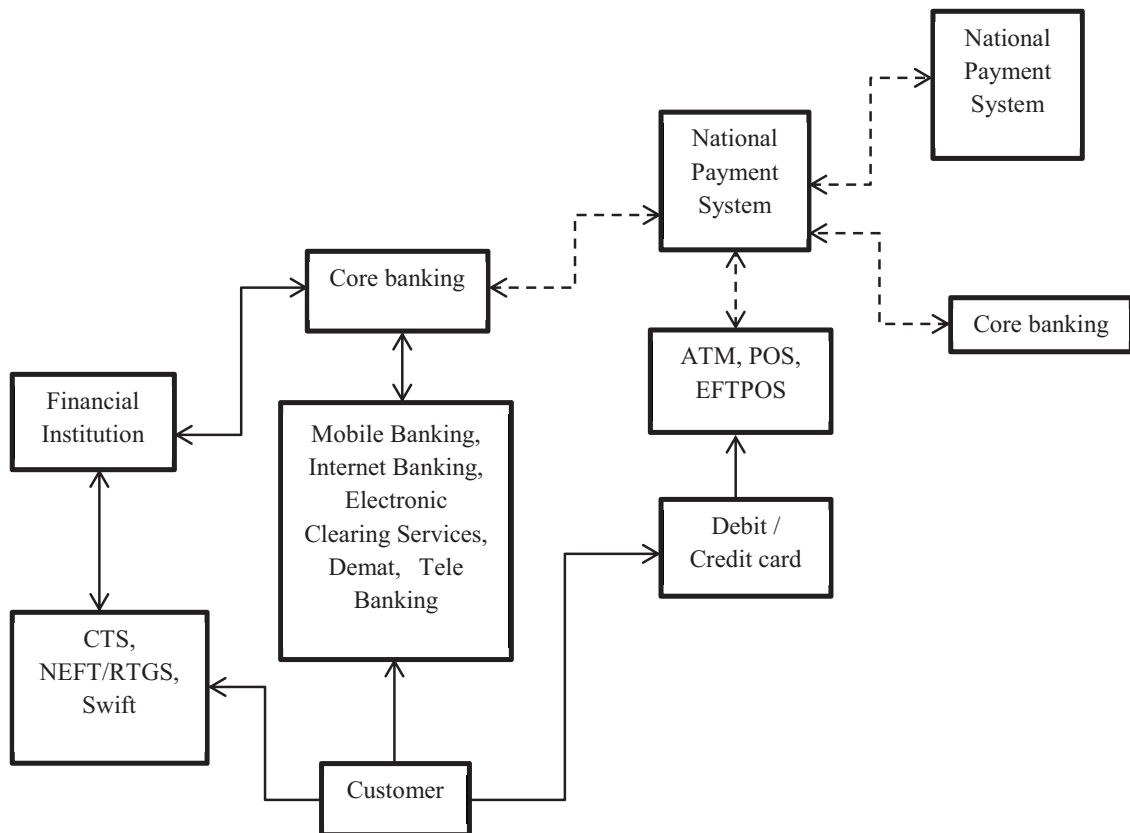 National
Payment
System
National
Payment
System
Core banking
Core banking
ATM, POS,
EFTPOS
Financial
Institution
Mobile Banking,
Internet Banking,
Electronic
Clearing Services,
Demat, Tele
Banking
Debit /
Credit card
CTS,
NEFT/RTGS,
Swift
Customer